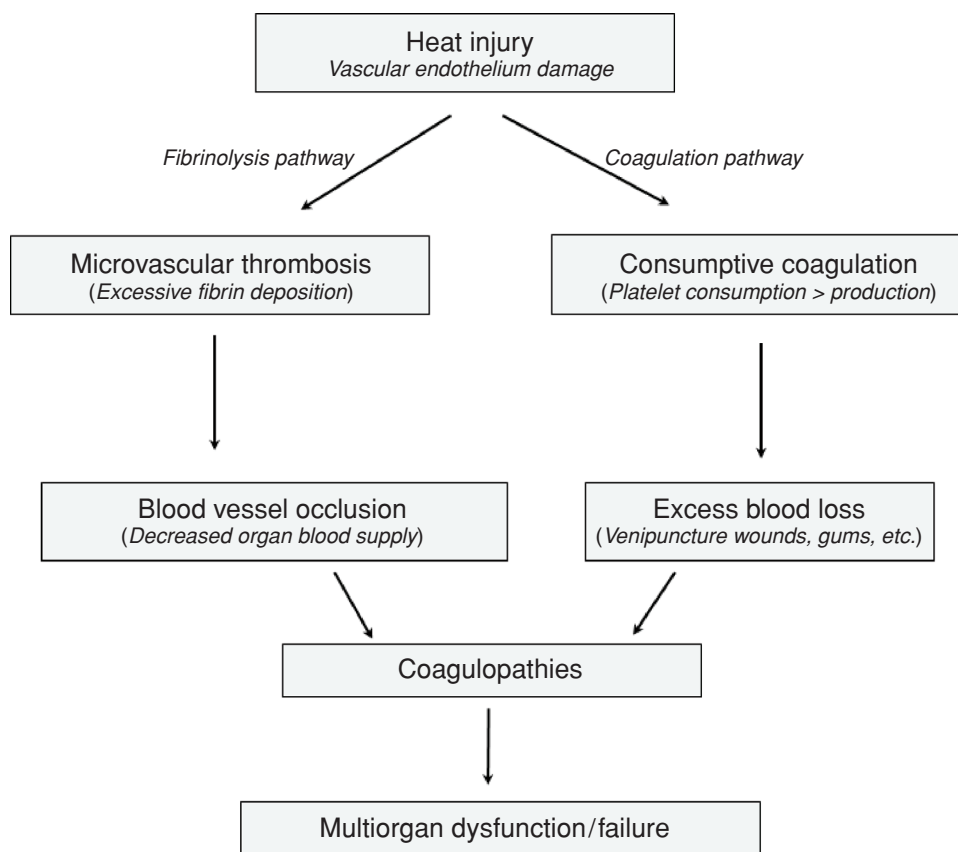 Heat injury
Vascular endothelium damage
Fibrinolysis pathway
Coagulation pathway
Microvascular thrombosis
(Excessive fibrin deposition)
Consumptive coagulation
(Platelet consumption > production)
Blood vessel occlusion
(Decreased organ blood supply)
Excess blood loss
(Venipuncture wounds, gums, etc.)
Coagulopathies
Multiorgan dysfunction/failure